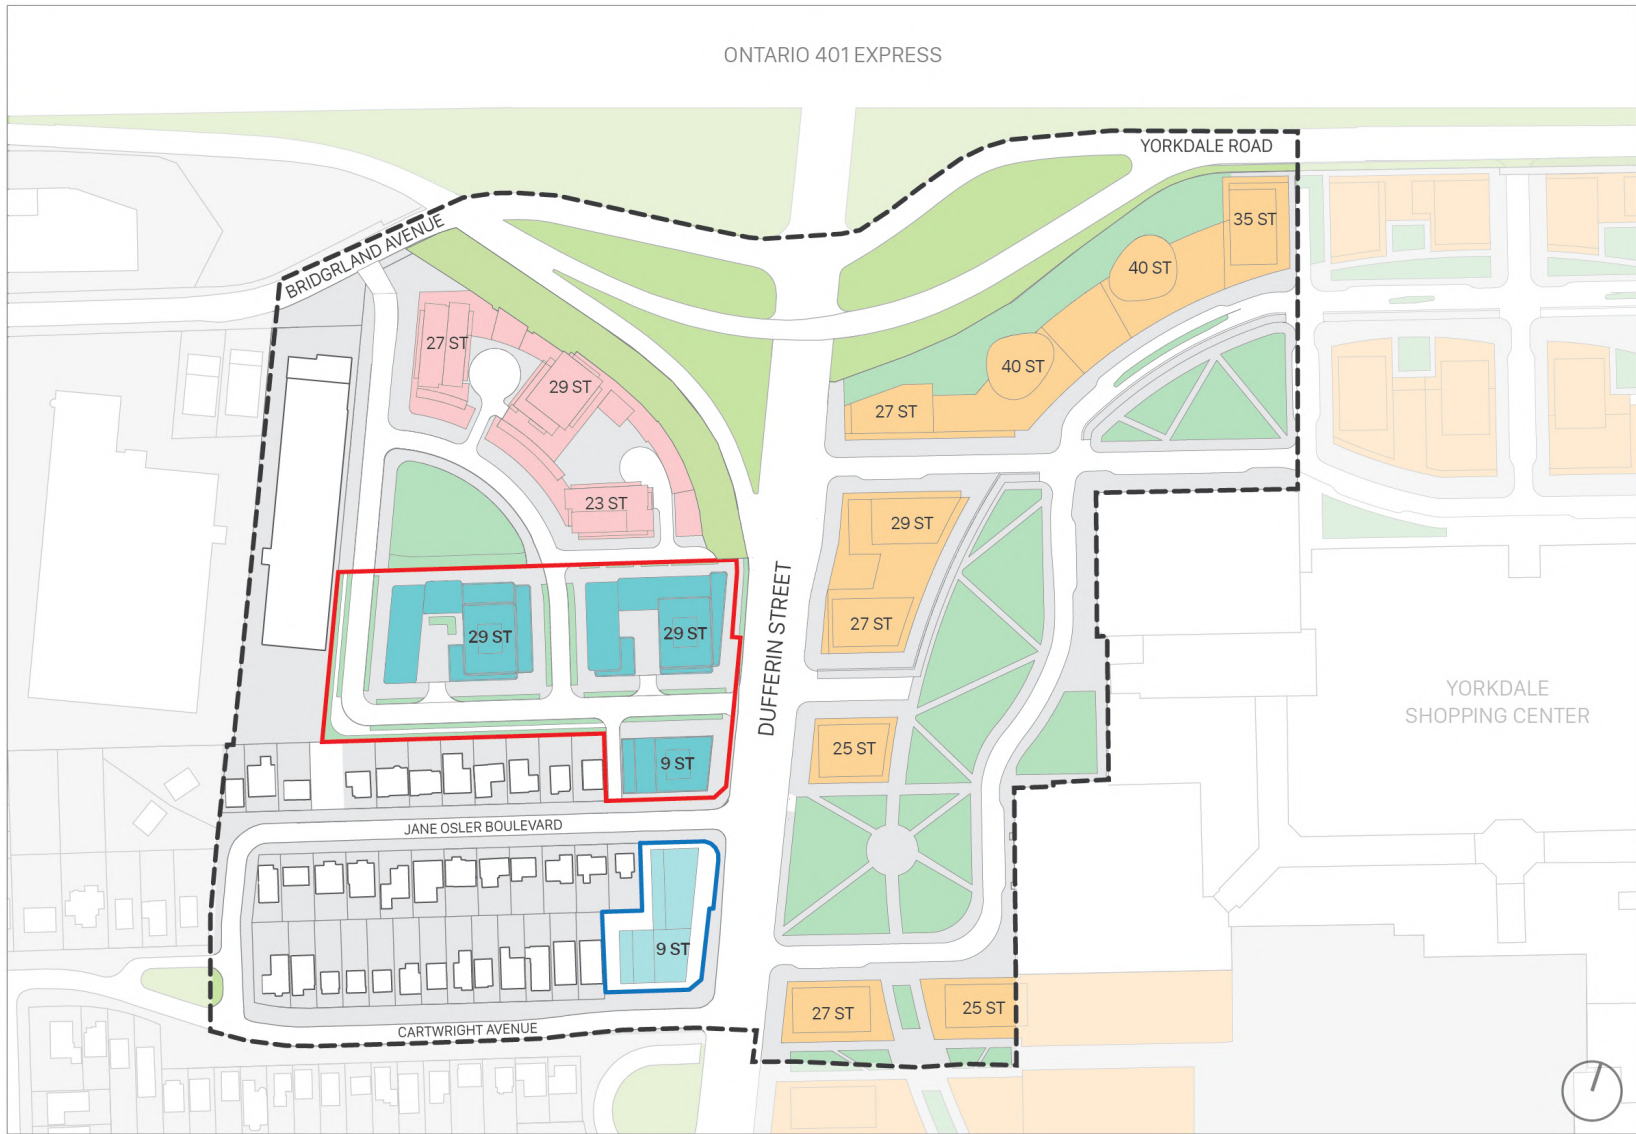 ONTARIO 401 EXPRESS
YORKDALE ROAD
35 ST
BRIDGRLAND AVENUE
40 ST
27 ST
40 ST
29 ST
27 ST
23 ST
29 ST
29 ST
29 ST
27 ST
DUFFERIN STREET
YORKDALE
SHOPPING CENTER
25 ST
9 ST
JANE OSLER BOULEVARD
9 ST
27 ST
25 ST
CARTWRIGHT AVENUE